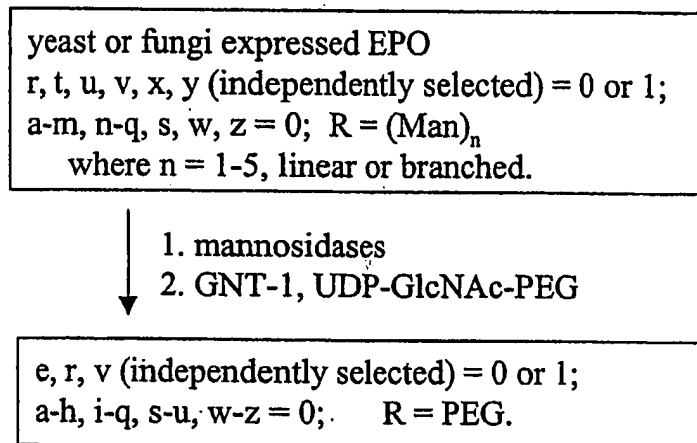 yeast or fungi expressed EPO
r, t, u, v, x, y (independently selected) = 0 or 1;
a-m, n-q, s, w, z = 0; R = (Man)n
where n = 1-5, linear or branched.
1. mannosidases
2. GNT-1, UDP-GlcNAc-PEG
e, r, v (independently selected) = 0 or 1;
a-h, i-q, s-u, w-z = 0; R = PEG.